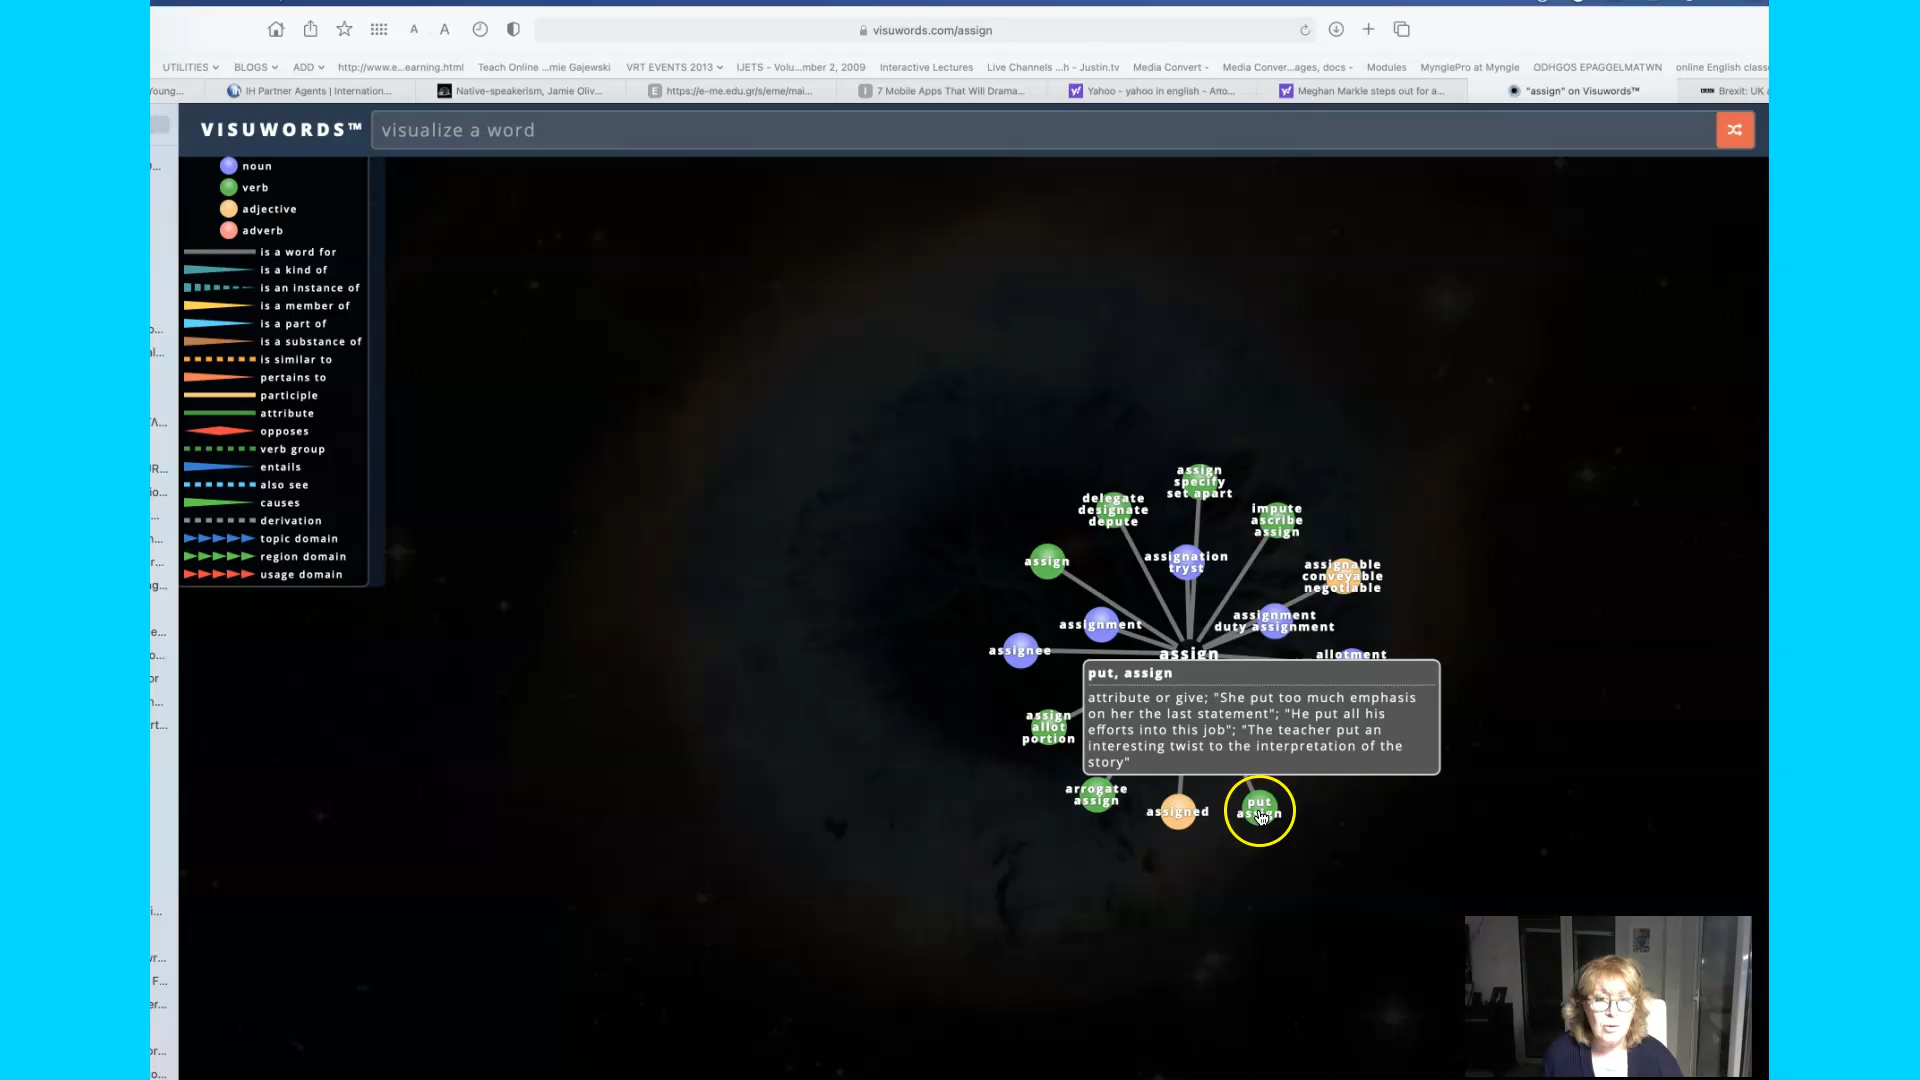 visuwords.com/assign
UTILITIES BLOGS ADD http://www.e...earning.html Teach Online ...mie Gajewski VRT EVENTS 2013 IJETS - Volu...mber 2, 2009 Interactive Lectures Live Channels ...h - Justin.tv Media Convert - Media Conver...ages, docs - Modules MynglePro at Myngle ODHGOS EPAGGELMATWN online English class
Young... IH Partner Agents | Internation... Native-speakerism, Jamie Oliv... https://e-me.edu.gr/s/eme/mai... 7 Mobile Apps That Will Drama... Yahoo - yahoo in english - Απο... Meghan Markle steps out for a... "assign" on Visuwords™ Brexit: UK
VISUWORDS™ visualize a word
noun
verb
adjective
adverb
is a word for
is a kind of
is an instance of
is a member of
is a part of
is a substance of
is similar to
pertains to
participle
attribute
opposes
verb group
entails
also see
causes
derivation
topic domain
region domain
usage domain
assign
specify
set apart
delegate
designate
depute
impute
ascribe
assign
assign
assignation
tryst
assignable
conveyable
negotiable
assignment
assignment
duty assignment
assignee
assign
allotment
put, assign
attribute or give; "She put too much emphasis
on her the last statement"; "He put all his
efforts into this job"; "The teacher put an
interesting twist to the interpretation of the
story"
assign
allot
portion
arrogate
assign
assigned
put
assign